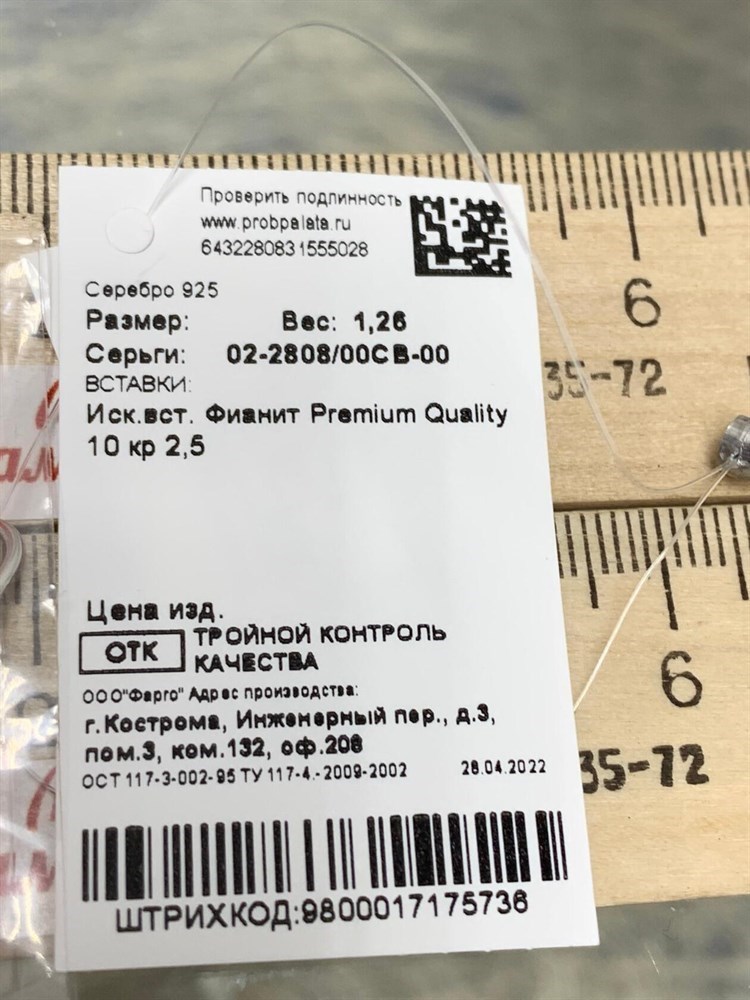 Проверить подлинность
www.probpalata.ru
6432280831555028
Серебро 925
Размер: Вес: 1,26
Серьги: 02-2808/00СВ-00
ВСТАВКИ:
Иск.вст. Фианит Premium Quality
10 кр 2,5
Цена изд.
ОТК ТРОЙНОЙ КОНТРОЛЬ
КАЧЕСТВА
ООО"Фарго" Адрес производства:
г.Кострома, Инженерный пер., д.3,
пом.3, ком.132, оф.208
ОСТ 117-3-002-95 ТУ 117-4.-2009-2002 28.04.2022
ШТРИХКОД:9800017175736
6
35-72
6
35-72